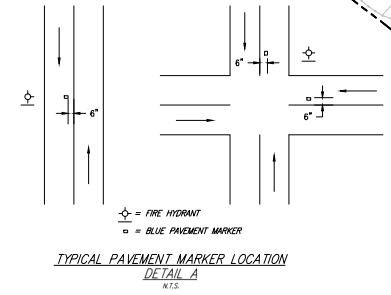 6"
6"
6"
= FIRE HYDRANT
= BLUE PAVEMENT MARKER
TYPICAL PAVEMENT MARKER LOCATION
DETAIL A
N.T.S.